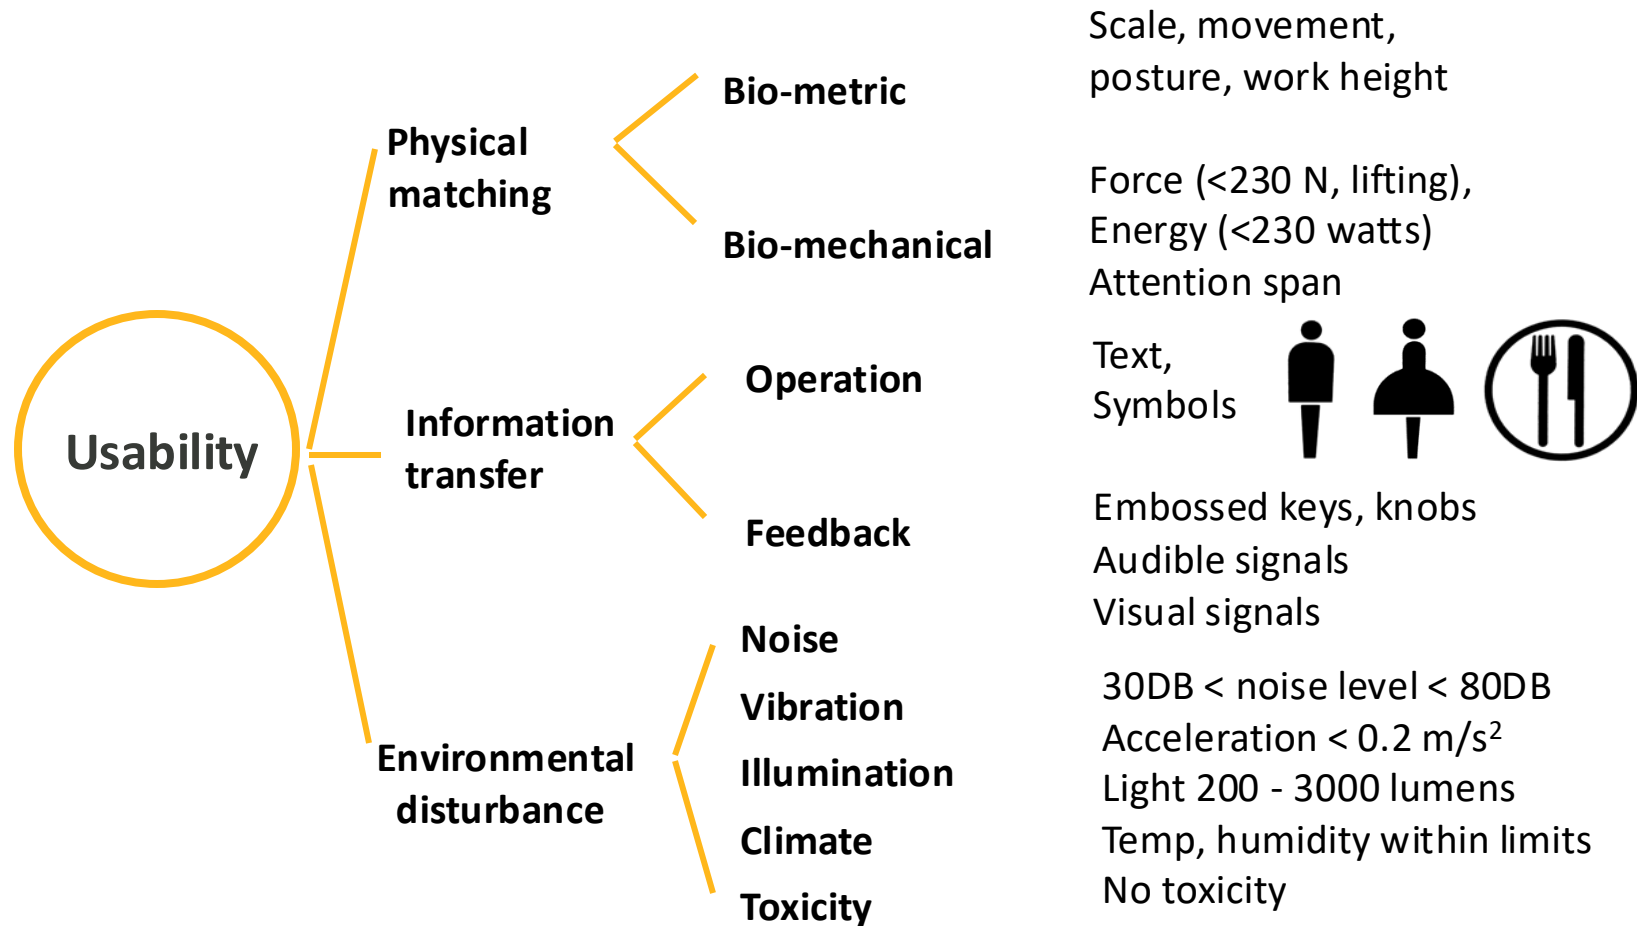 Usability
Physical
matching
Bio-metric
Scale, movement,
posture, work height
Bio-mechanical
Force (<230 N, lifting),
Energy (<230 watts)
Attention span
Information
transfer
Operation
Text,
Symbols
Feedback
Embossed keys, knobs
Audible signals
Visual signals
Environmental
disturbance
Noise
Vibration
Illumination
Climate
Toxicity
30DB < noise level < 80DB
Acceleration < 0.2 m/s²
Light 200 - 3000 lumens
Temp, humidity within limits
No toxicity